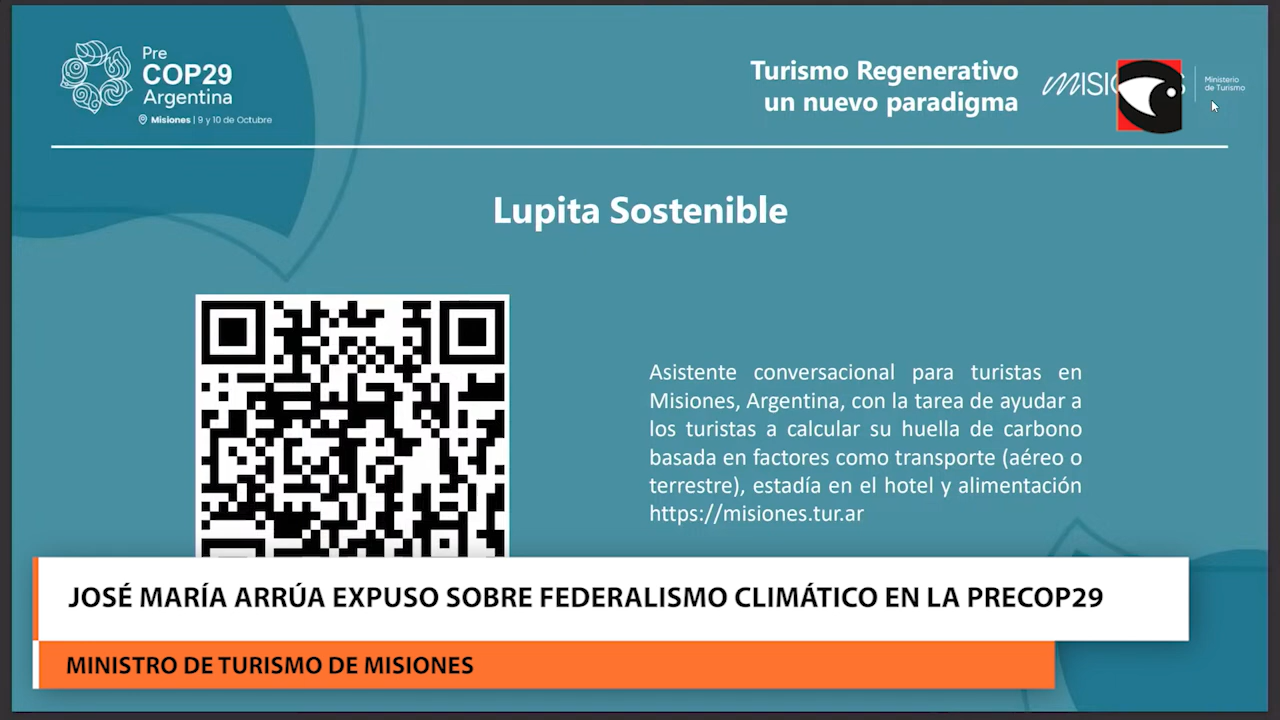 Pre
COP29
Argentina
Misiones | 9 y 10 de Octubre
Turismo Regenerativo
un nuevo paradigma
Ministerio
de Turismo
Lupita Sostenible
Asistente conversacional para turistas en
Misiones, Argentina, con la tarea de ayudar a
los turistas a calcular su huella de carbono
basada en factores como transporte (aéreo o
terrestre), estadía en el hotel y alimentación
https://misiones.tur.ar
JOSÉ MARÍA ARRÚA EXPUSO SOBRE FEDERALISMO CLIMÁTICO EN LA PRECOP29
MINISTRO DE TURISMO DE MISIONES